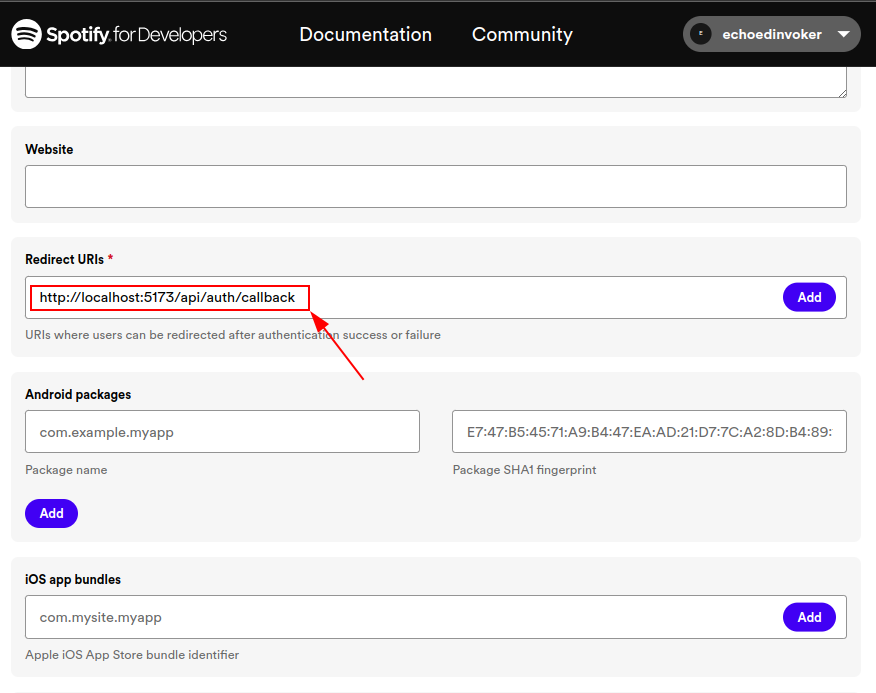 Spotify for Developers Documentation Community E echoedinvoker
Website
Redirect URIs *
http://localhost:5173/api/auth/callback Add
URIs where users can be redirected after authentication success or failure
Android packages
com.example.myapp E7:47:B5:45:71:A9:B4:47:EA:AD:21:D7:7C:A2:8D:B4:89:
Package name Package SHA1 fingerprint
Add
iOS app bundles
com.mysite.myapp Add
Apple iOS App Store bundle identifier